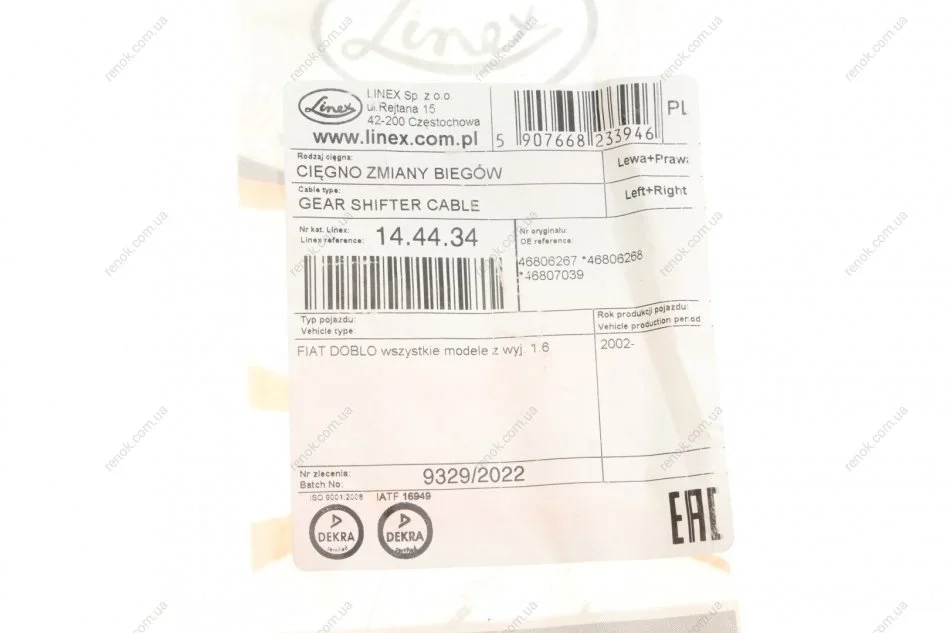 Linex
Linex
LINEX Sp. z o.o.
ul. Rejtana 15
42-200 Częstochowa
www.linex.com.pl
5 907668 233946
PL
Rodzaj cięgna:
CIĘGNO ZMIANY BIEGÓW
Lewa+Prawa
Cable type:
GEAR SHIFTER CABLE
Left+Right
Nr kat. Linex:
Linex reference:
14.44.34
Nr oryginału:
OE reference:
46806267 *46806268
*46807039
Typ pojazdu:
Vehicle type:
Rok produkcji pojazdu:
Vehicle production period
FIAT DOBLO wszystkie modele z wyj. 1.6
2002-
Nr zlecenia:
Batch No:
9329/2022
ISO 9001:2008
IATF 16949
DEKRA
certified
DEKRA
certified
EAC
renok.com.ua